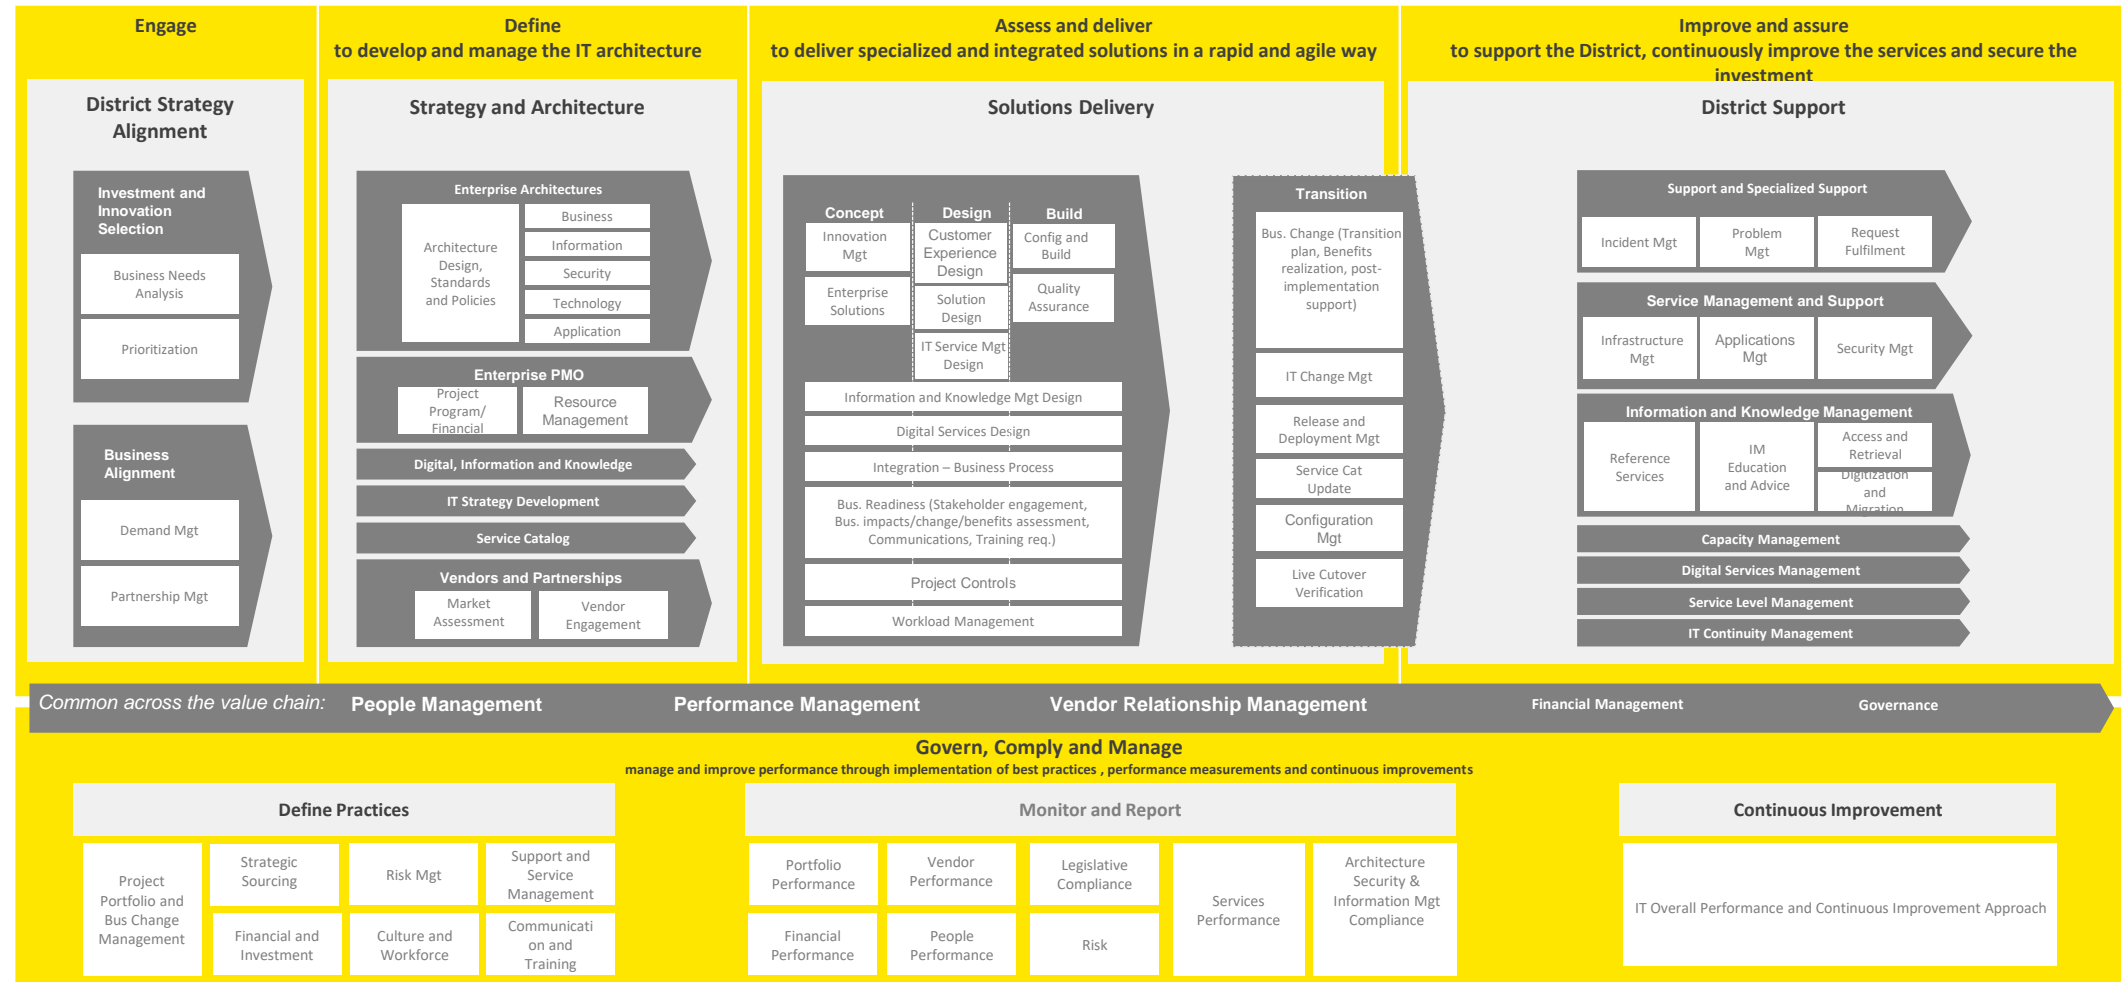 Engage
Define
to develop and manage the IT architecture
Assess and deliver
to deliver specialized and integrated solutions in a rapid and agile way
Improve and assure
to support the District, continuously improve the services and secure the
investment
District Strategy
Alignment
Investment and
Innovation
Selection
Business Needs
Analysis
Prioritization
Business
Alignment
Demand Mgt
Partnership Mgt
Strategy and Architecture
Enterprise Architectures
Architecture
Design,
Standards
and Policies
Business
Information
Security
Technology
Application
Enterprise PMO
Project
Program/
Financial
Resource
Management
Digital, Information and Knowledge
IT Strategy Development
Service Catalog
Vendors and Partnerships
Market
Assessment
Vendor
Engagement
Solutions Delivery
Concept
Innovation
Mgt
Enterprise
Solutions
Design
Customer
Experience
Design
Solution
Design
IT Service Mgt
Design
Build
Config and
Build
Quality
Assurance
Information and Knowledge Mgt Design
Digital Services Design
Integration – Business Process
Bus. Readiness (Stakeholder engagement,
Bus. impacts/change/benefits assessment,
Communications, Training req.)
Project Controls
Workload Management
Transition
Bus. Change (Transition
plan, Benefits
realization, post-
implementation
support)
IT Change Mgt
Release and
Deployment Mgt
Service Cat
Update
Configuration
Mgt
Live Cutover
Verification
District Support
Support and Specialized Support
Incident Mgt
Problem
Mgt
Request
Fulfilment
Service Management and Support
Infrastructure
Mgt
Applications
Mgt
Security Mgt
Information and Knowledge Management
Reference
Services
IM
Education
and Advice
Access and
Retrieval
Digitization
and
Migration
Capacity Management
Digital Services Management
Service Level Management
IT Continuity Management
Common across the value chain:
People Management
Performance Management
Vendor Relationship Management
Financial Management
Governance
Govern, Comply and Manage
manage and improve performance through implementation of best practices , performance measurements and continuous improvements
Define Practices
Project
Portfolio and
Bus Change
Management
Strategic
Sourcing
Risk Mgt
Support and
Service
Management
Financial and
Investment
Culture and
Workforce
Communicati
on and
Training
Monitor and Report
Portfolio
Performance
Vendor
Performance
Legislative
Compliance
Financial
Performance
People
Performance
Risk
Services
Performance
Architecture
Security &
Information Mgt
Compliance
Continuous Improvement
IT Overall Performance and Continuous Improvement Approach